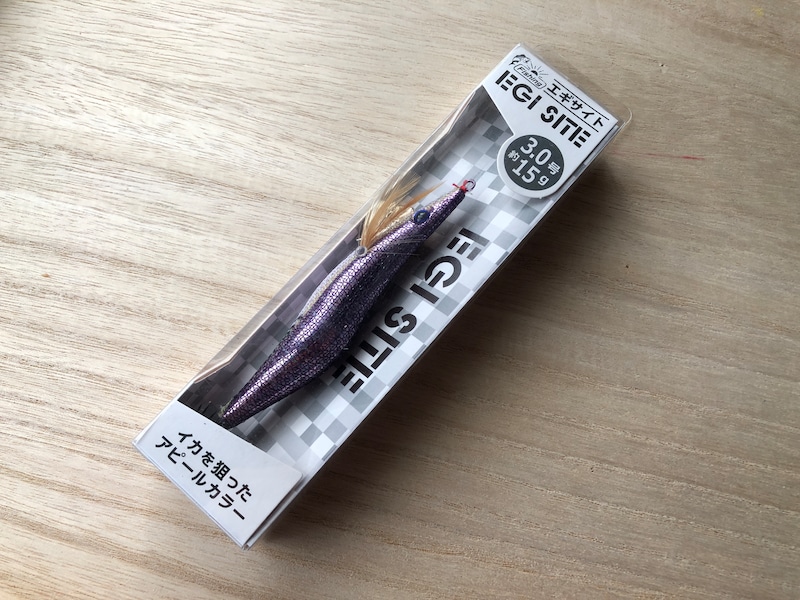 Fishing
エギサイト
EGI SITE
3.0号
約15g
EGI SITE
イカを狙った
アピールカラー